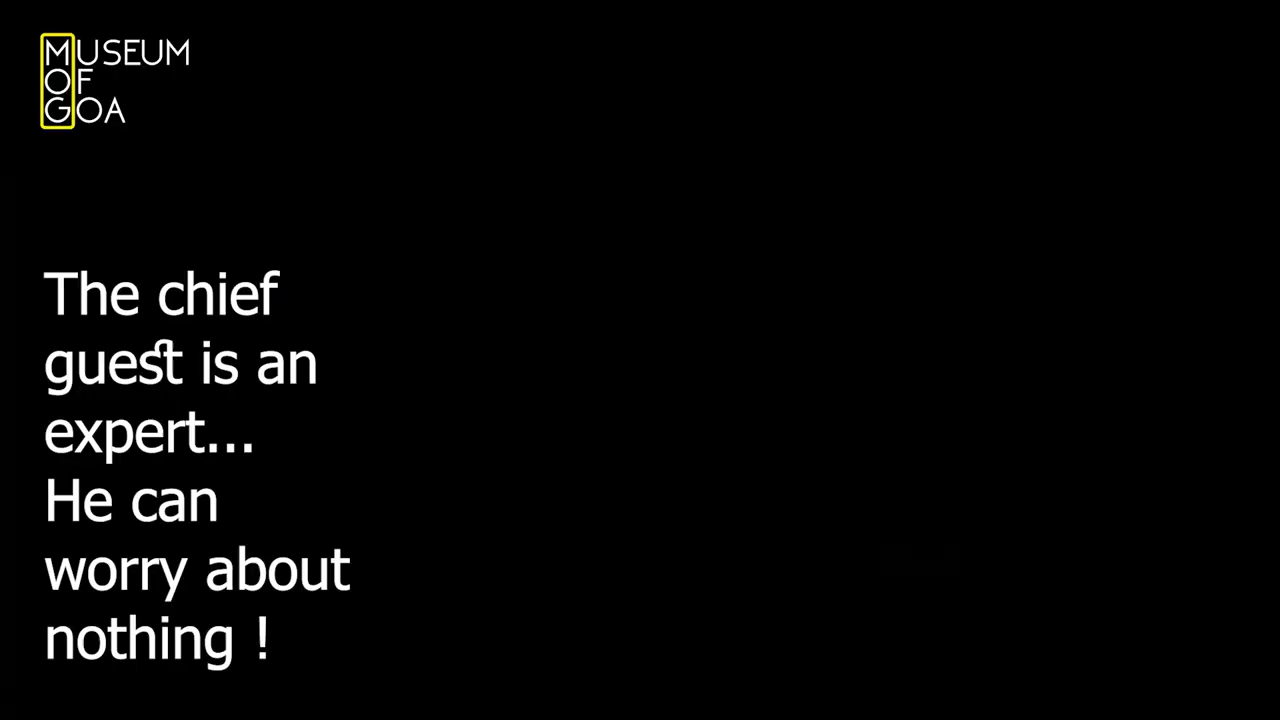 MUSEUM
OF
GOA
The chief
guest is an
expert...
He can
worry about
nothing !